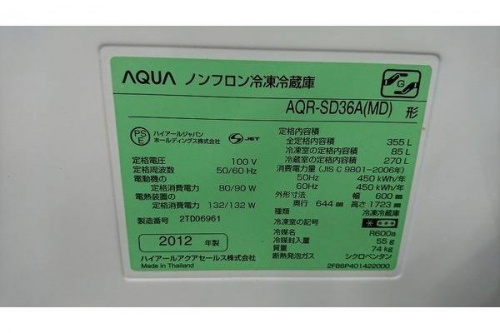 AQUA ノンフロン冷凍冷蔵庫
G
AQR-SD36A(MD) 形
PS
E
ハイアールジャパン
ホールディングス株式会社
JET
定格電圧 100 V
定格周波数 50/60 Hz
電動機の
定格消費電力 80/90 W
電熱装置の
定格消費電力 132/132 W
製造番号 2TD06961
2012 年製
ハイアールアクアセールス株式会社
Made in Thailand
定格内容積
全定格内容積 355 L
冷凍室の定格内容積 85 L
冷蔵室の定格内容積 270 L
消費電力量(JIS C 9801-2006年)
50Hz 450 kWh/年
60Hz 450 kWh/年
外形寸法 幅 600 mm
奥行 644 mm 高さ 1723 mm
種類 冷凍冷蔵庫
冷凍室の記号
冷媒名 R600a
冷媒封入量 55 g
質量 74 kg
断熱発泡ガス シクロペンタン
2FB6P401422000